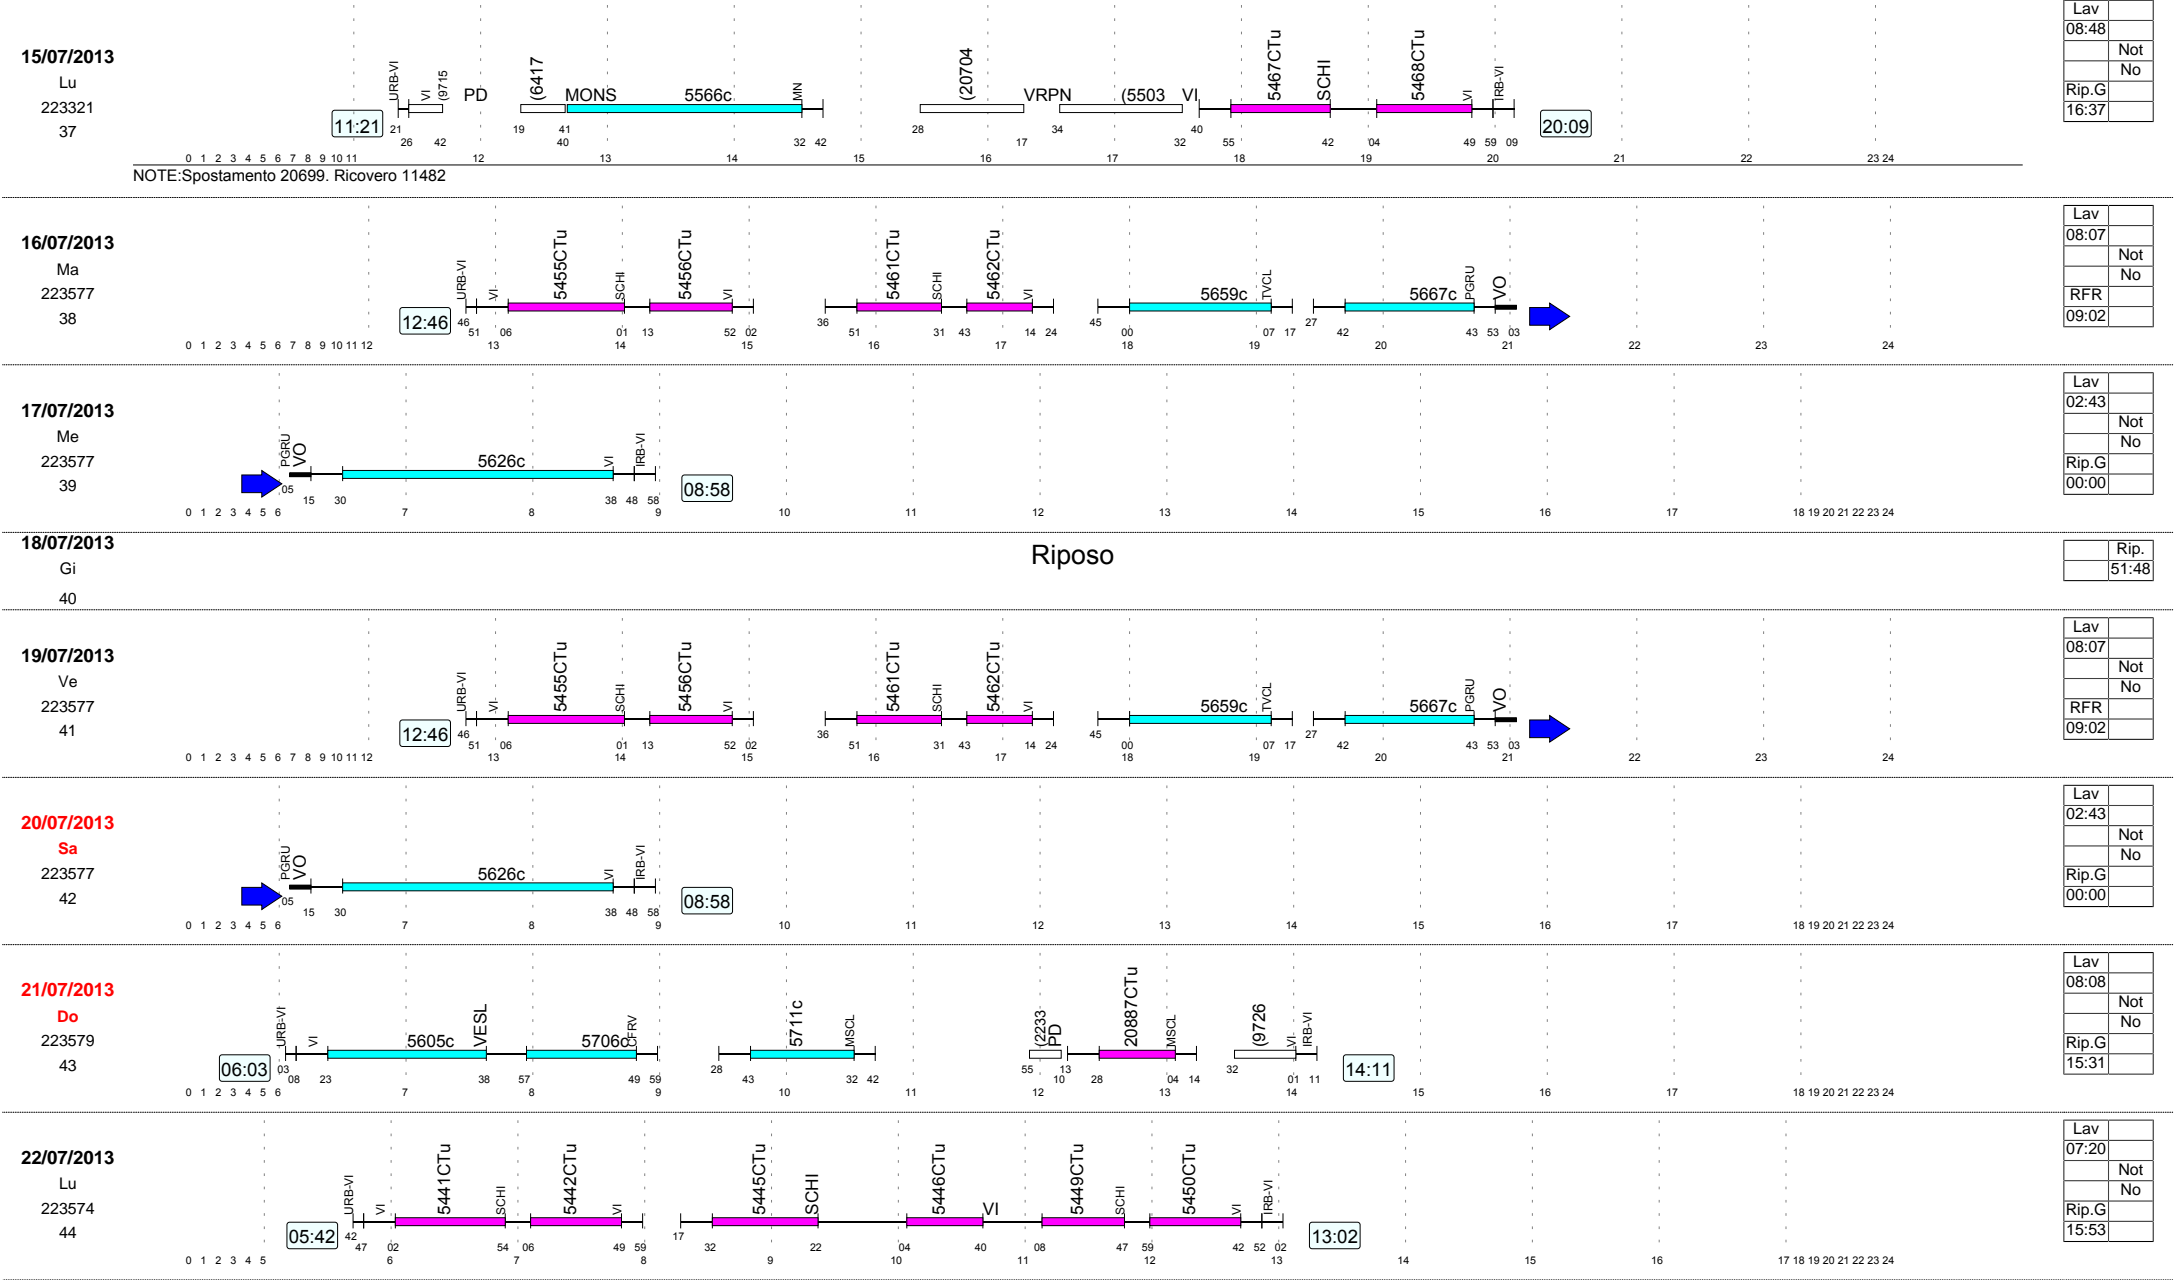 15/07/2013
Lu
223321
37
11:21
URB-VI VI (9715 PD (6417 MONS 5566c MN (20704 VRPN (5503 VI 5467CTu SCHI 5468CTu VI IRB-VI
21 26 42 19 40 41 32 42 28 17 34 32 40 55 42 04 49 59 09
20:09
0 1 2 3 4 5 6 7 8 9 10 11 12 13 14 15 16 17 18 19 20 21 22 23 24
Lav
08:48
Not
No
Rip.G
16:37
NOTE:Spostamento 20699. Ricovero 11482
16/07/2013
Ma
223577
38
12:46
URB-VI VI 5455CTu SCHI 5456CTu VI 5461CTu SCHI 5462CTu VI 5659c TVCL 5667c PGRU VO
46 51 06 01 13 52 02 36 51 31 43 14 24 45 00 07 17 27 42 43 53 03
0 1 2 3 4 5 6 7 8 9 10 11 12 13 14 15 16 17 18 19 20 21 22 23 24
Lav
08:07
Not
No
RFR
09:02
17/07/2013
Me
223577
39
PGRU VO 5626c VI IRB-VI
05 15 30 38 48 58
08:58
0 1 2 3 4 5 6 7 8 9 10 11 12 13 14 15 16 17 18 19 20 21 22 23 24
Lav
02:43
Not
No
Rip.G
00:00
18/07/2013
Gi
40
Riposo
Rip.
51:48
19/07/2013
Ve
223577
41
12:46
URB-VI VI 5455CTu SCHI 5456CTu VI 5461CTu SCHI 5462CTu VI 5659c TVCL 5667c PGRU VO
46 51 06 01 13 52 02 36 51 31 43 14 24 45 00 07 17 27 42 43 53 03
0 1 2 3 4 5 6 7 8 9 10 11 12 13 14 15 16 17 18 19 20 21 22 23 24
Lav
08:07
Not
No
RFR
09:02
20/07/2013
Sa
223577
42
PGRU VO 5626c VI IRB-VI
05 15 30 38 48 58
08:58
0 1 2 3 4 5 6 7 8 9 10 11 12 13 14 15 16 17 18 19 20 21 22 23 24
Lav
02:43
Not
No
Rip.G
00:00
21/07/2013
Do
223579
43
06:03
URB-VI VI 5605c VESL 5706c CFRV 5711c MSCL (2233 PD 20887CTu MSCL (9726 VI IRB-VI
03 08 23 38 57 49 59 28 43 32 42 55 10 13 28 04 14 32 01 11
14:11
0 1 2 3 4 5 6 7 8 9 10 11 12 13 14 15 16 17 18 19 20 21 22 23 24
Lav
08:08
Not
No
Rip.G
15:31
22/07/2013
Lu
223574
44
05:42
URB-VI VI 5441CTu SCHI 5442CTu VI 5445CTu SCHI 5446CTu VI 5449CTu SCHI 5450CTu VI IRB-VI
42 47 02 54 06 49 59 17 32 22 04 40 08 47 59 42 52 02
13:02
0 1 2 3 4 5 6 7 8 9 10 11 12 13 14 15 16 17 18 19 20 21 22 23 24
Lav
07:20
Not
No
Rip.G
15:53